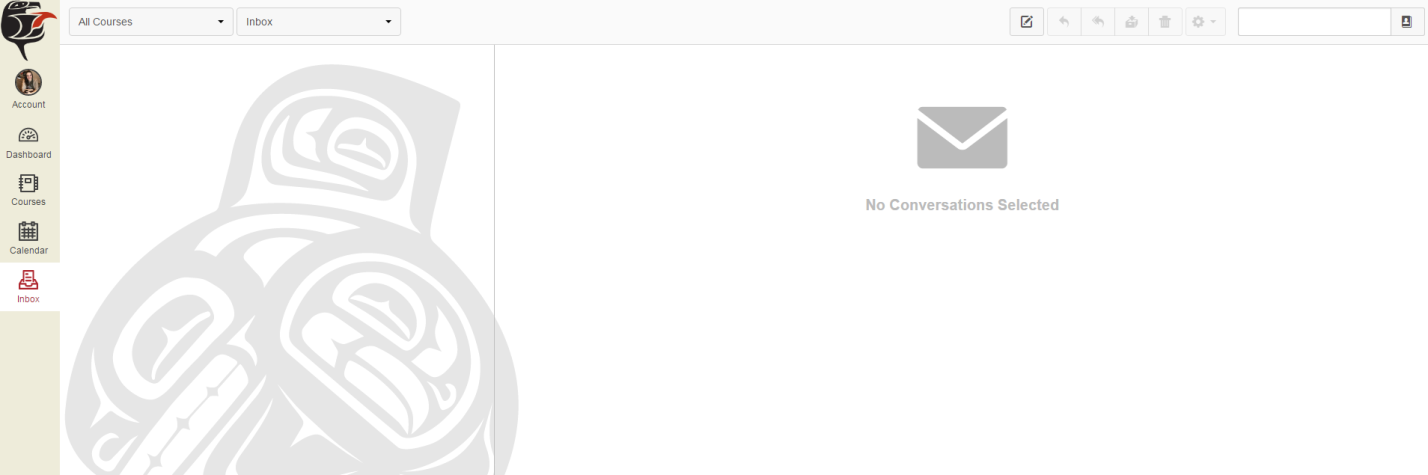 All Courses
Inbox
Account
Dashboard
Courses
Calendar
Inbox
No Conversations Selected